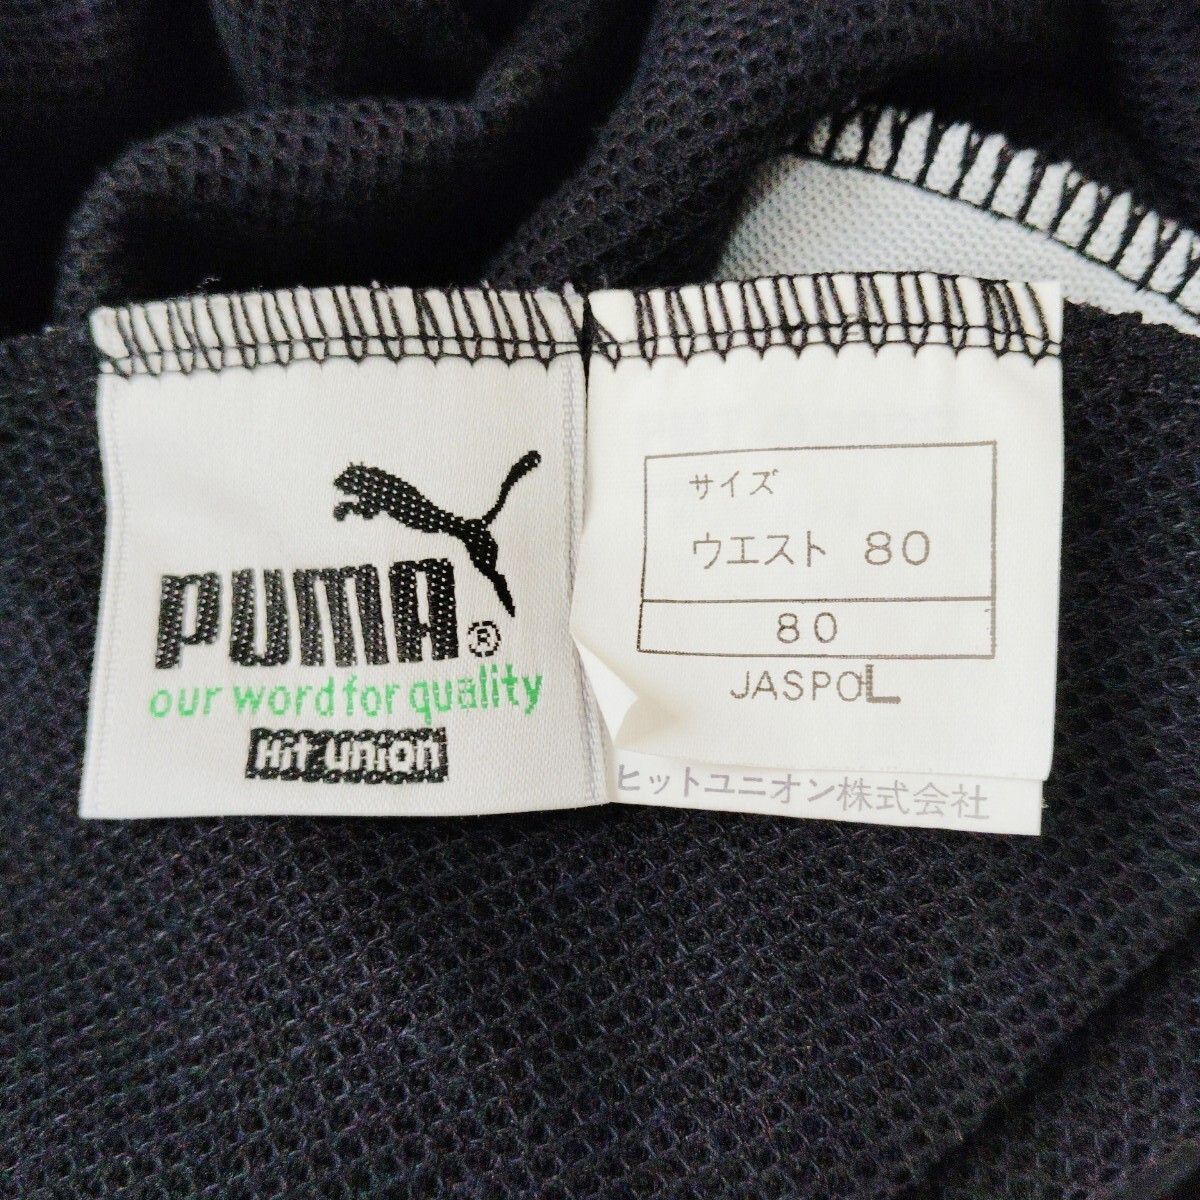 PUMA®
our word for quality
Hit union
サイズ
ウエスト 80
80
JASPO L
ヒットユニオン株式会社